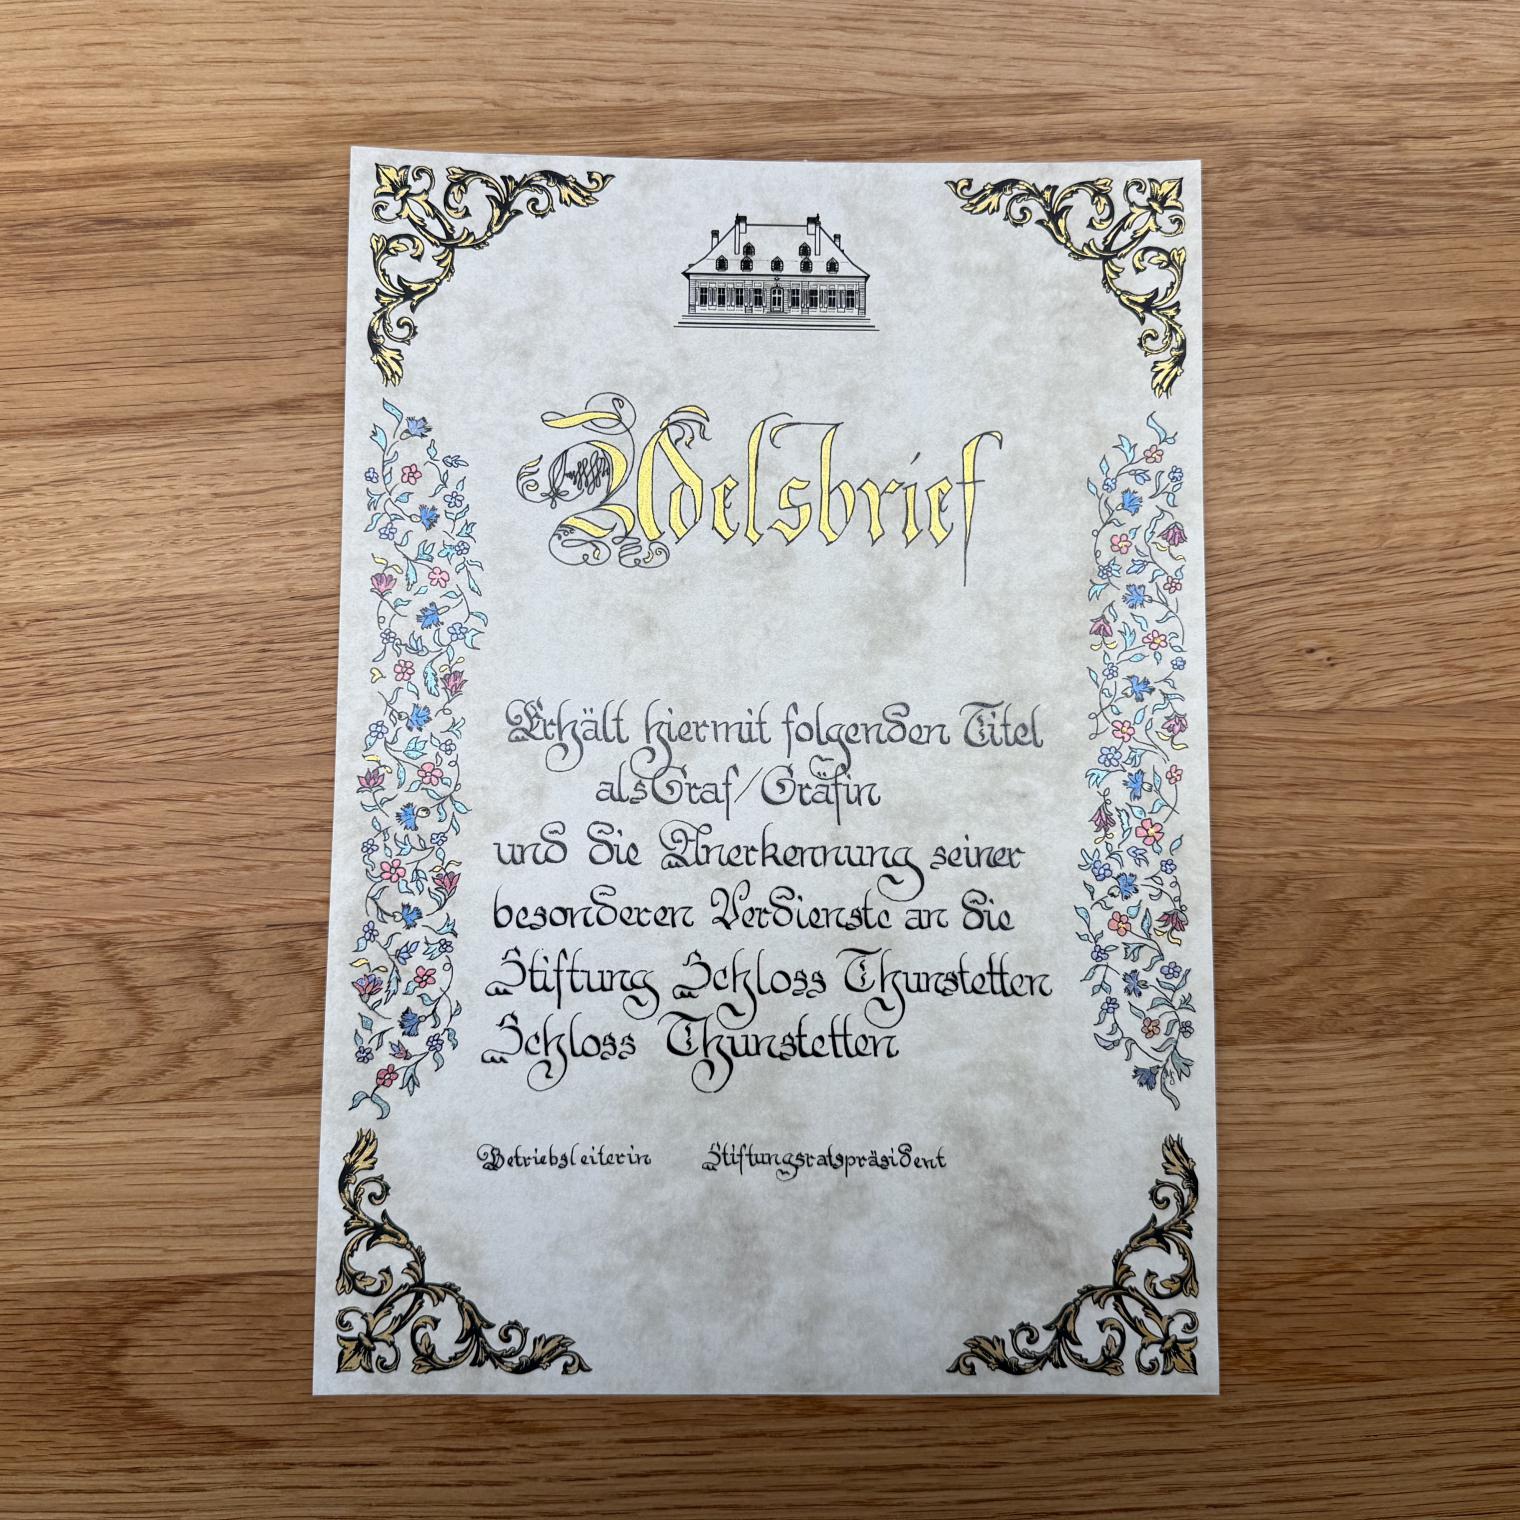 Adelsbrief
Erhält hiermit folgenden Titel
als Graf/Gräfin
und die Anerkennung seiner
besonderen Verdienste an die
Stiftung Schloss Thunstetten
Schloss Thunstetten
Betriebsleiterin Stiftungsratspräsident